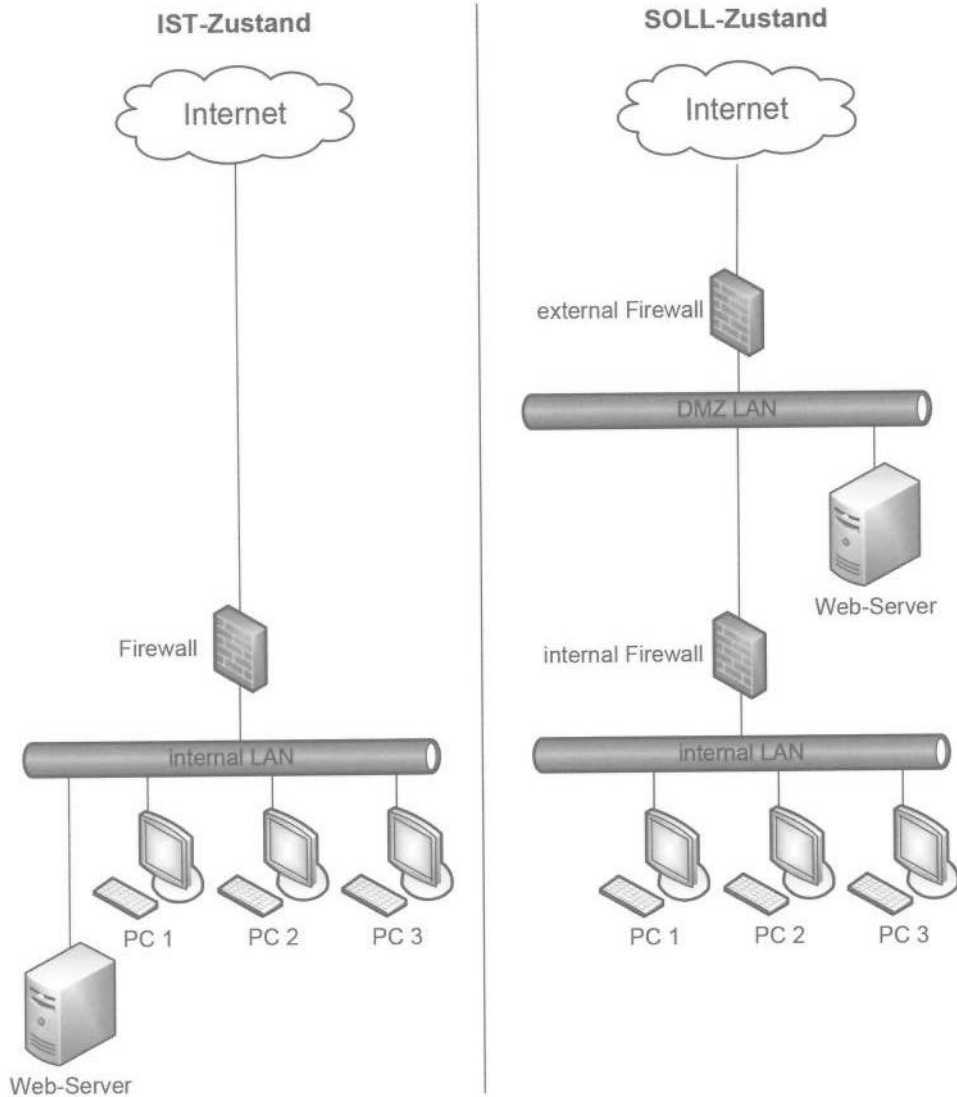 IST-Zustand
Internet
Firewall
internal LAN
PC 1
PC 2
PC 3
Web-Server
SOLL-Zustand
Internet
external Firewall
DMZ LAN
Web-Server
internal Firewall
internal LAN
PC 1
PC 2
PC 3